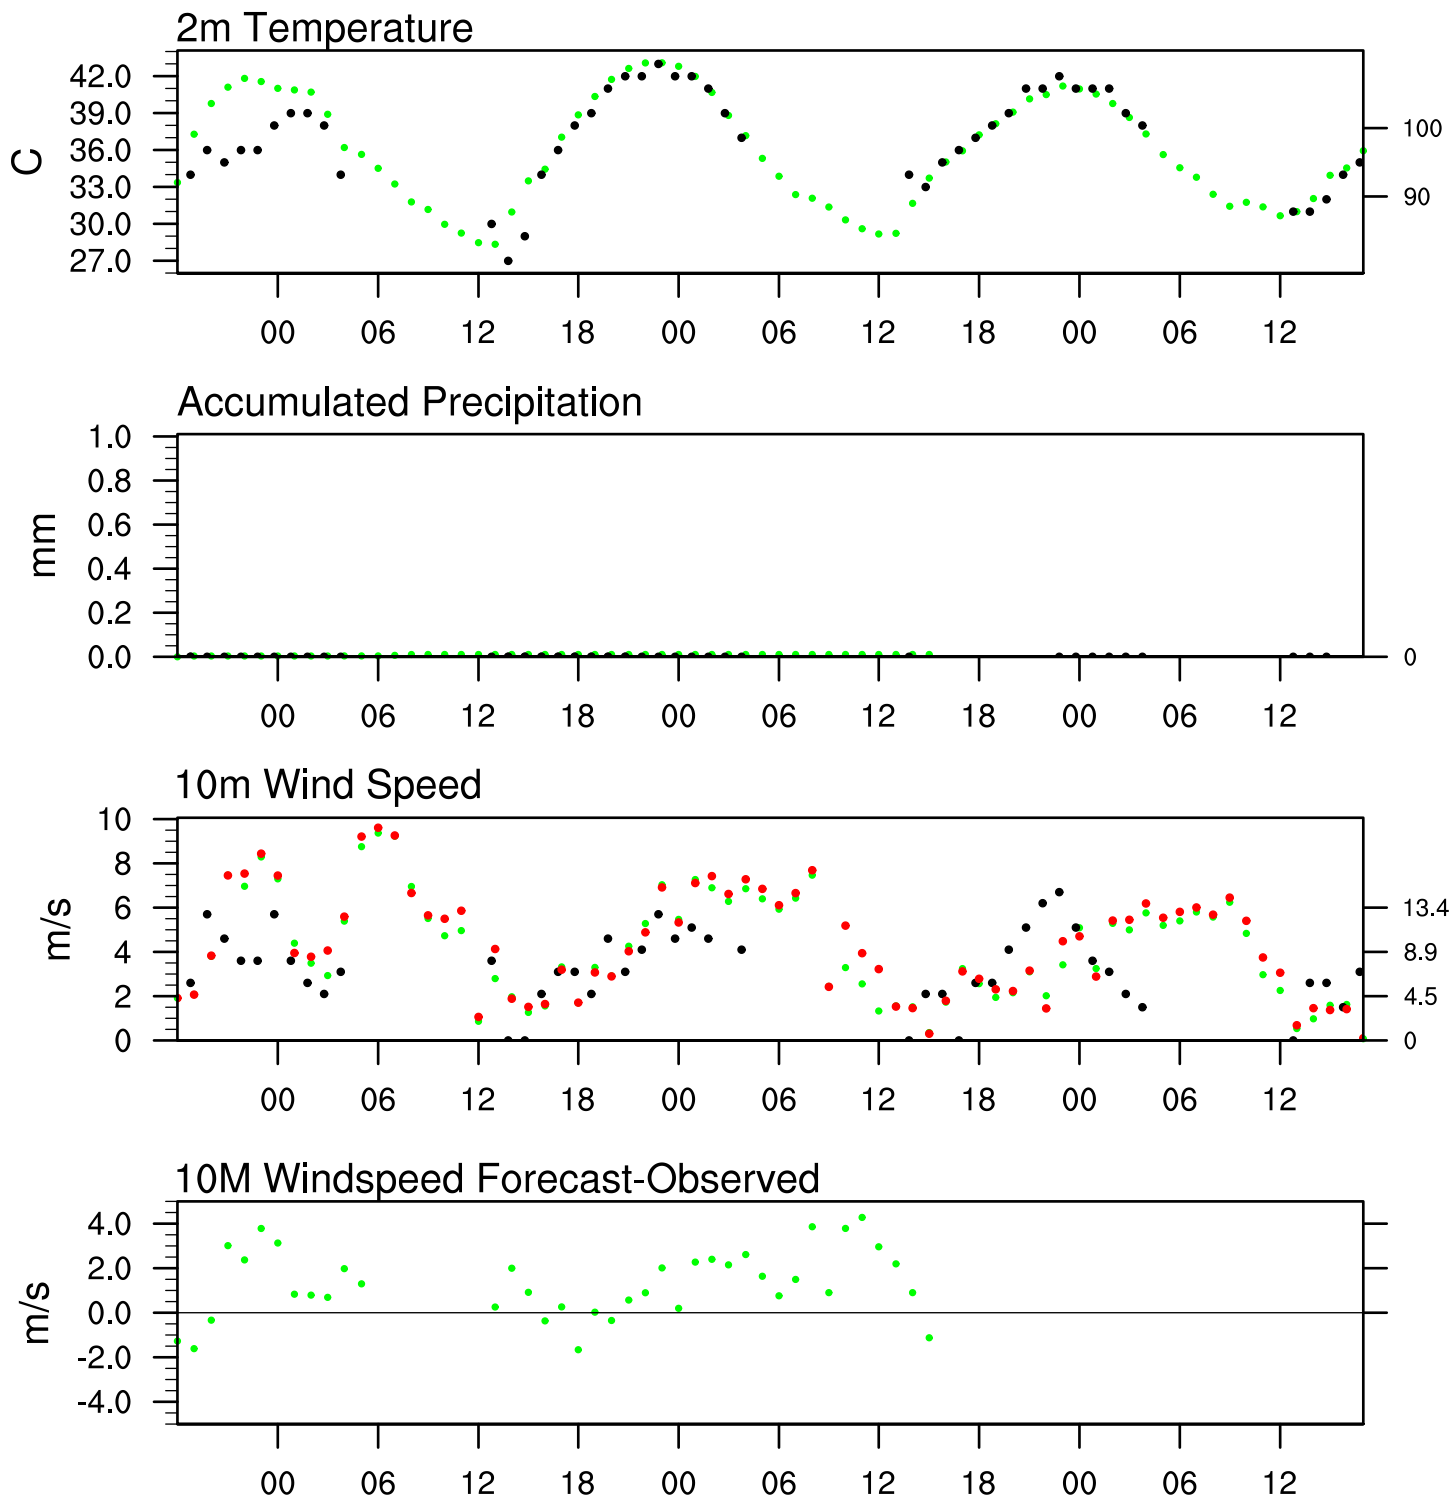 2m Temperature
C
42.0
39.0
36.0
33.0
30.0
27.0
100
90
00 06 12 18 00 06 12 18 00 06 12
Accumulated Precipitation
mm
1.0
0.8
0.6
0.4
0.2
0.0
0
00 06 12 18 00 06 12 18 00 06 12
10m Wind Speed
m/s
10
8
6
4
2
0
13.4
8.9
4.5
0
00 06 12 18 00 06 12 18 00 06 12
10M Windspeed Forecast-Observed
m/s
4.0
2.0
0.0
-2.0
-4.0
00 06 12 18 00 06 12 18 00 06 12